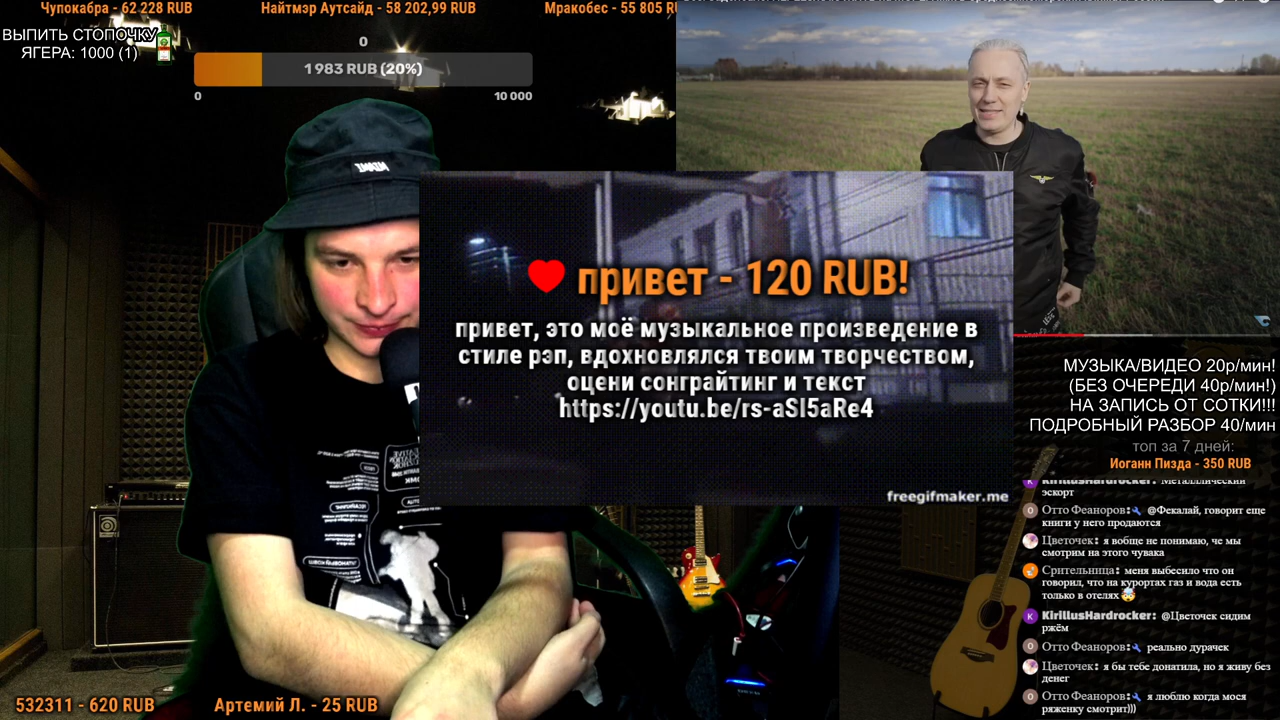 Чупокабра - 62 228 RUB
Найтмэр Аутсайд - 58 202,99 RUB
Мракобес - 55 805 R
ВЫПИТЬ СТОПОЧКУ
ЯГЕРА: 1000 (1)
0
1 983 RUB (20%)
0
10 000
привет - 120 RUB!
привет, это моё музыкальное произведение в
стиле рэп, вдохновлялся твоим творчеством,
оцени сонграйтинг и текст
https://youtu.be/rs-aSI5aRe4
freegifmaker.me
МУЗЫКА/ВИДЕО 20р/мин!
(БЕЗ ОЧЕРЕДИ 40р/мин!)
НА ЗАПИСЬ ОТ СОТКИ!!!
ПОДРОБНЫЙ РАЗБОР 40/мин
топ за 7 дней:
Иоганн Пизда - 350 RUB
KirillusHardrocker: Металллический
эскорт
Отто Феаноров: @Фекалай, говорит еще
книги у него продаются
Цветочек: я вобще не понимаю, че мы
смотрим на этого чувака
Срительница: меня выбесило что он
говорил, что на курортах газ и вода есть
только в отелях
KirillusHardrocker: @Цветочек сидим
ржём
Отто Феаноров: реально дурачек
Цветочек: я бы тебе донатила, но я живу без
денег
Отто Феаноров: я люблю когда мося
ряженку смотрит)))
532311 - 620 RUB
Артемий Л. - 25 RUB